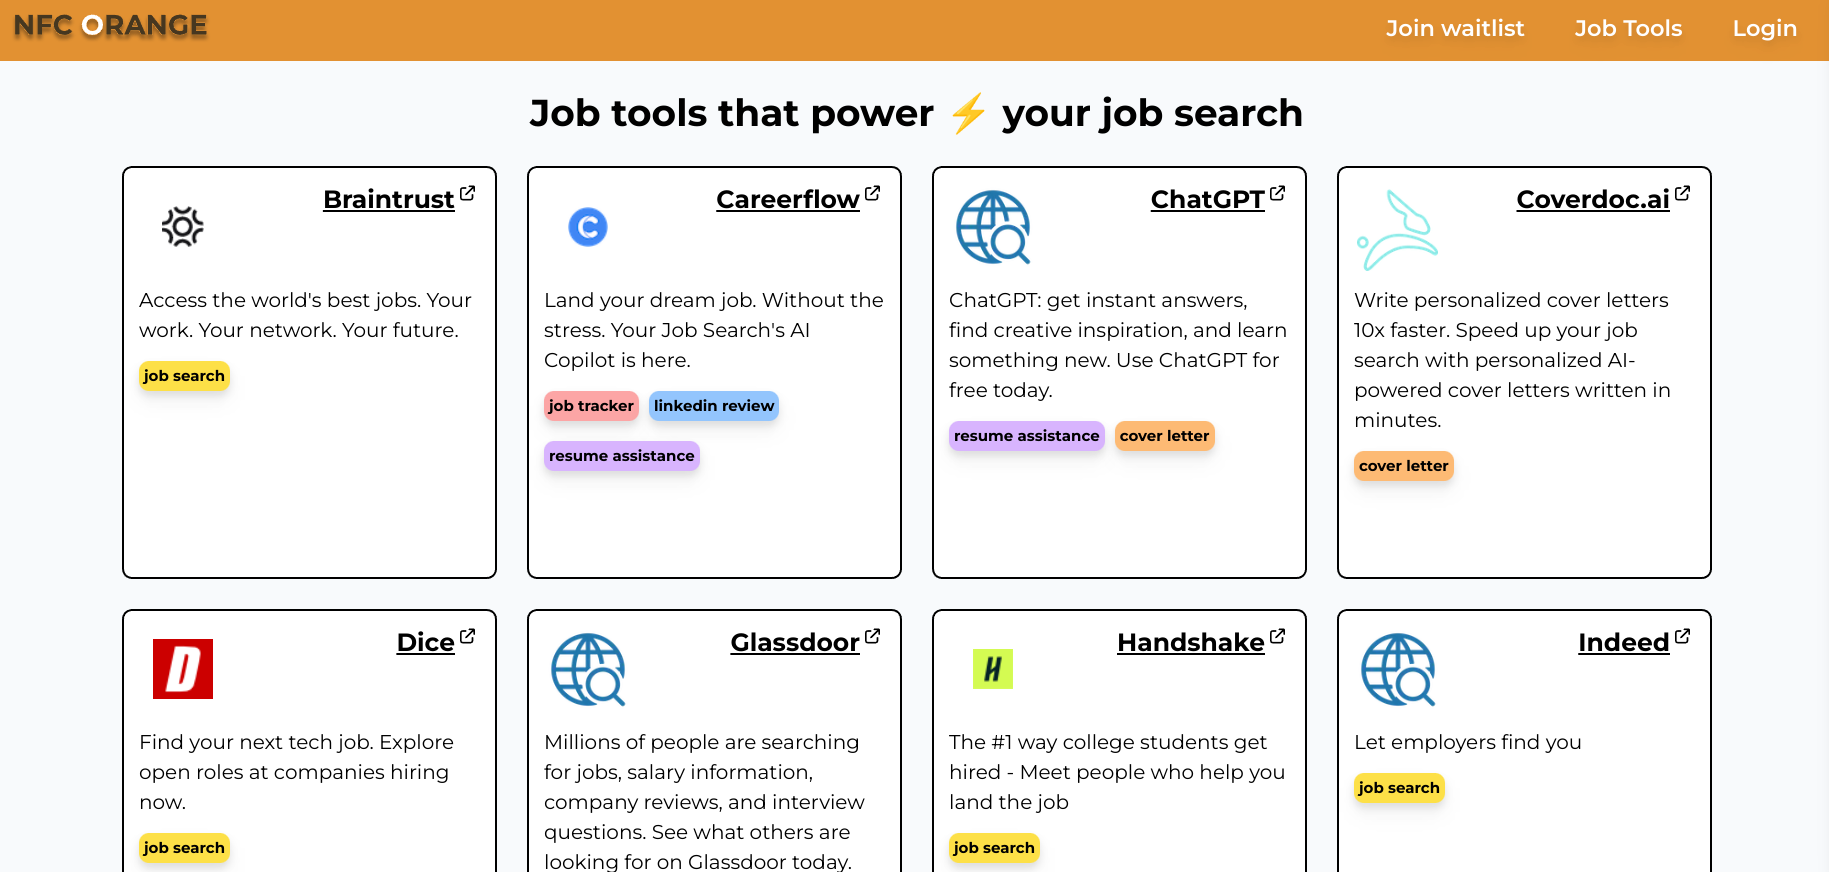 NFC ORANGE
Join waitlist
Job Tools
Login
Job tools that power ⚡ your job search
Braintrust
Access the world's best jobs. Your
work. Your network. Your future.
job search
Careerflow
C
Land your dream job. Without the
stress. Your Job Search's AI
Copilot is here.
job tracker
linkedin review
resume assistance
ChatGPT
ChatGPT: get instant answers,
find creative inspiration, and learn
something new. Use ChatGPT for
free today.
resume assistance
cover letter
Coverdoc.ai
Write personalized cover letters
10x faster. Speed up your job
search with personalized AI-
powered cover letters written in
minutes.
cover letter
Dice
D
Find your next tech job. Explore
open roles at companies hiring
now.
job search
Glassdoor
Millions of people are searching
for jobs, salary information,
company reviews, and interview
questions. See what others are
looking for on Glassdoor today.
Handshake
H
The #1 way college students get
hired - Meet people who help you
land the job
job search
Indeed
Let employers find you
job search